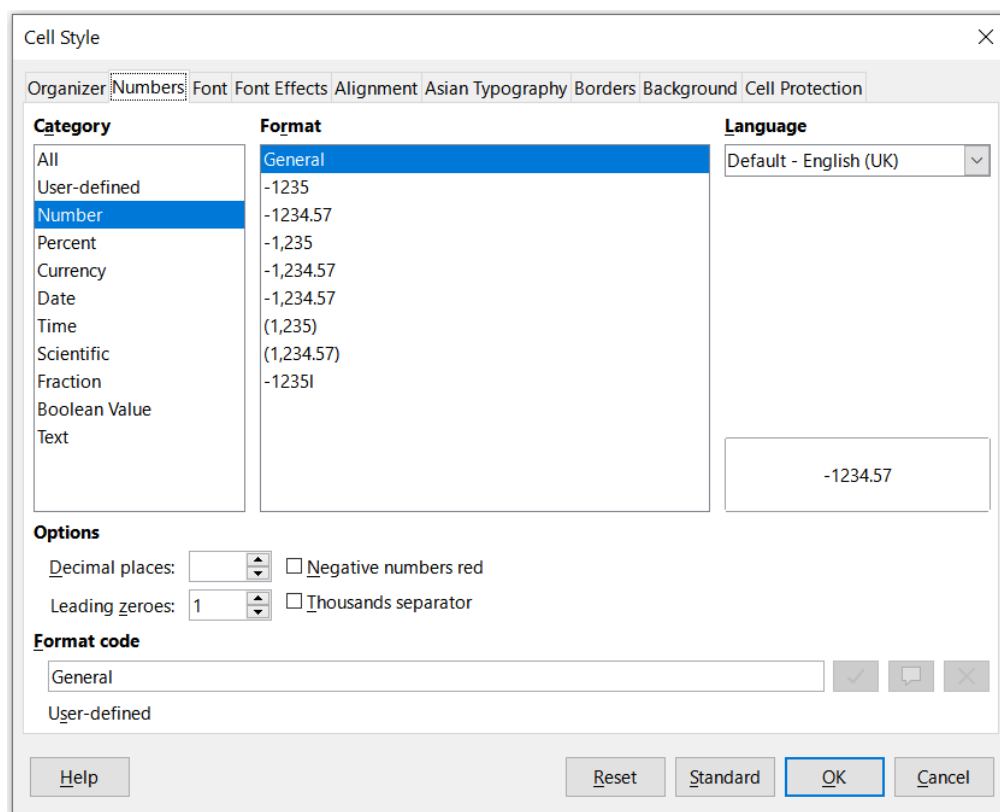 Cell Style
Organizer Numbers Font Font Effects Alignment Asian Typography Borders Background Cell Protection
Category
All
User-defined
Number
Percent
Currency
Date
Time
Scientific
Fraction
Boolean Value
Text
Format
General
-1235
-1234.57
-1,235
-1,234.57
-1,234.57
(1,235)
(1,234.57)
-1235I
Language
Default - English (UK)
-1234.57
Options
Decimal places:
Negative numbers red
Leading zeroes: 1
Thousands separator
Format code
General
User-defined
Help Reset Standard OK Cancel